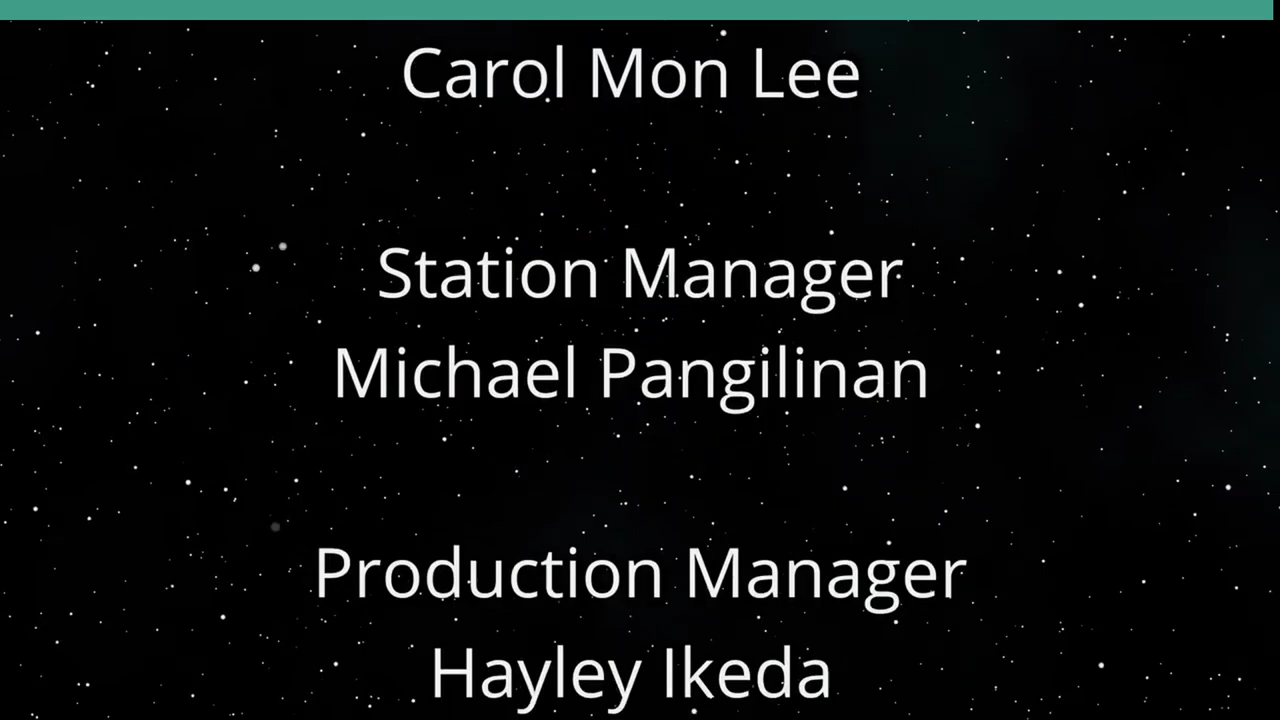 Carol Mon Lee
Station Manager
Michael Pangilinan
Production Manager
Hayley Ikeda